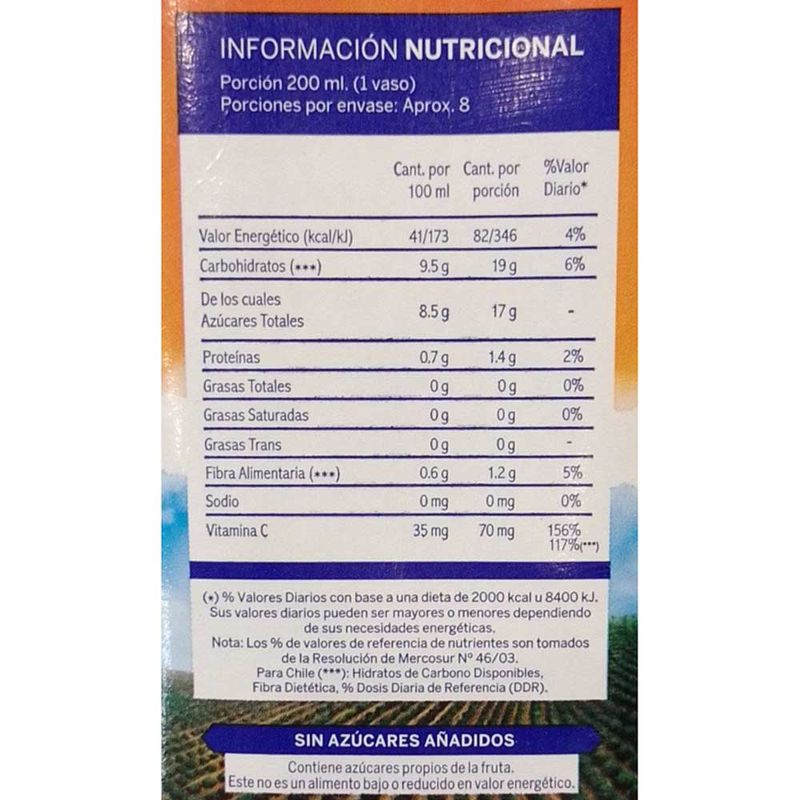 INFORMACIÓN NUTRICIONAL
Porción 200 ml. (1 vaso)
Porciones por envase: Aprox. 8
Cant. por 100 ml Cant. por porción %Valor Diario*
Valor Energético (kcal/kJ) 41/173 82/346 4%
Carbohidratos (***) 9.5 g 19 g 6%
De los cuales
Azúcares Totales 8.5 g 17 g -
Proteínas 0.7 g 1.4 g 2%
Grasas Totales 0 g 0 g 0%
Grasas Saturadas 0 g 0 g 0%
Grasas Trans 0 g 0 g -
Fibra Alimentaria (***) 0.6 g 1.2 g 5%
Sodio 0 mg 0 mg 0%
Vitamina C 35 mg 70 mg 156%
117%(***)
(*) % Valores Diarios con base a una dieta de 2000 kcal u 8400 kJ.
Sus valores diarios pueden ser mayores o menores dependiendo
de sus necesidades energéticas.
Nota: Los % de valores de referencia de nutrientes son tomados
de la Resolución de Mercosur Nº 46/03.
Para Chile (***): Hidratos de Carbono Disponibles,
Fibra Dietética, % Dosis Diaria de Referencia (DDR).
SIN AZÚCARES AÑADIDOS
Contiene azúcares propios de la fruta.
Este no es un alimento bajo o reducido en valor energético.